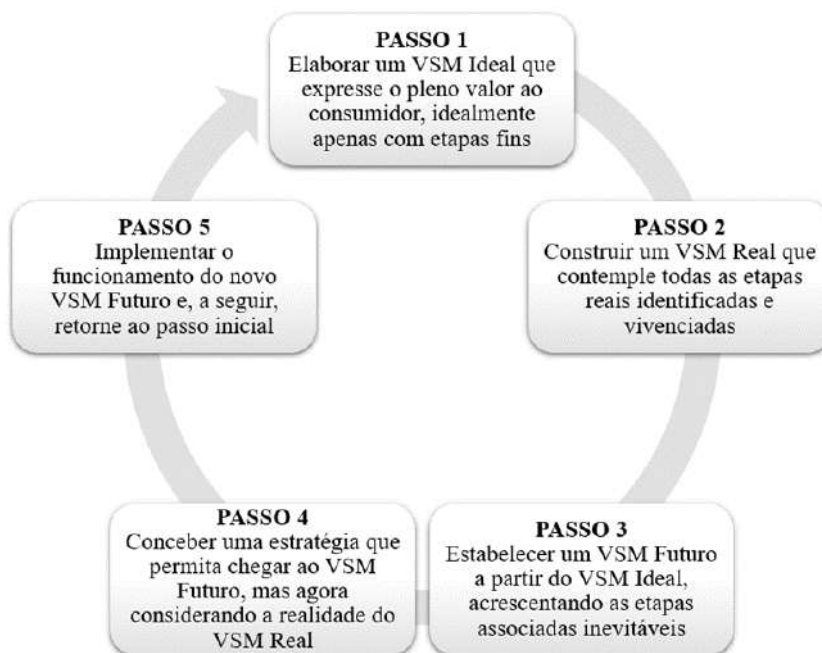 PASSO 1
Elaborar um VSM Ideal que
expresse o pleno valor ao
consumidor, idealmente
apenas com etapas fins
PASSO 2
Construir um VSM Real que
contemple todas as etapas
reais identificadas e
vivenciadas
PASSO 3
Estabelecer um VSM Futuro
a partir do VSM Ideal,
acrescentando as etapas
associadas inevitáveis
PASSO 4
Conceber uma estratégia que
permita chegar ao VSM
Futuro, mas agora
considerando a realidade do
VSM Real
PASSO 5
Implementar o
funcionamento do novo
VSM Futuro e, a seguir,
retorne ao passo inicial